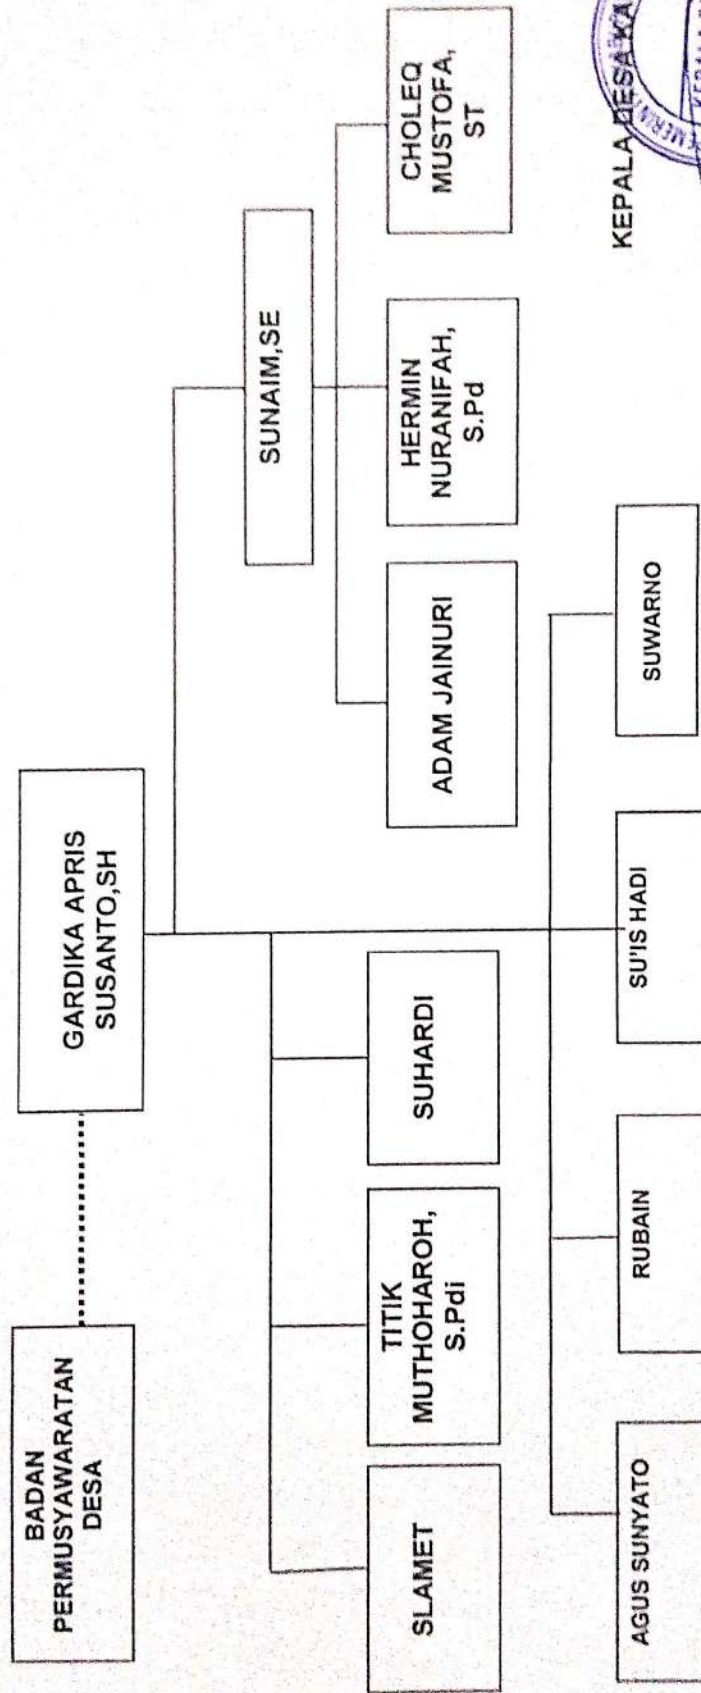 BADAN
PERMUSYAWARATAN
DESA
GARDIKA APRIS
SUSANTO,SH
SUNAIM,SE
SLAMET
TITIK
MUTHOHAROH,
S.Pdi
SUHARDI
ADAM JAINURI
HERMIN
NURANIFAH,
S.Pd
CHOLEQ
MUSTOFA,
ST
AGUS SUNYATO
RUBAIN
SU'IS HADI
SUWARNO
KEPALA DESA KA